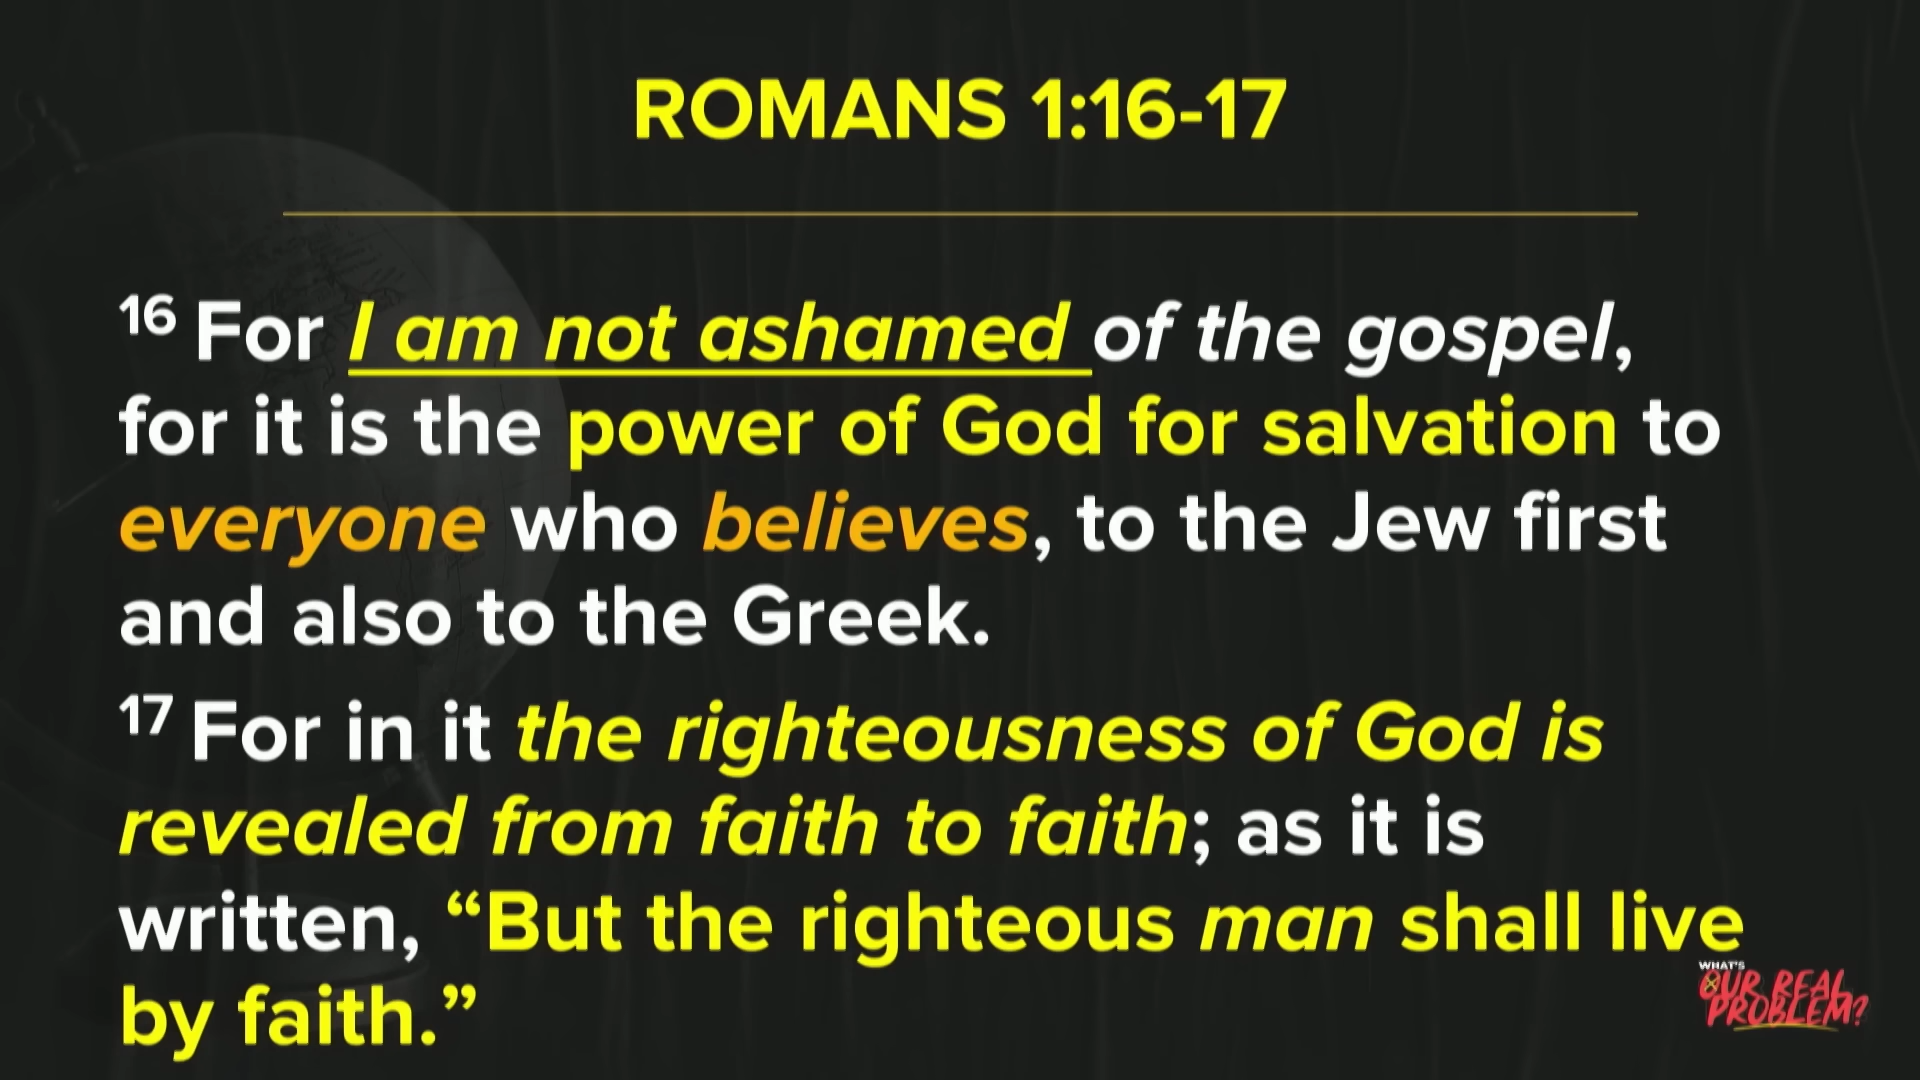 ROMANS 1:16-17
16 For I am not ashamed of the gospel,
for it is the power of God for salvation to
everyone who believes, to the Jew first
and also to the Greek.
17 For in it the righteousness of God is
revealed from faith to faith; as it is
written, “But the righteous man shall live
by faith.”
WHAT'S
OUR REAL
PROBLEM?